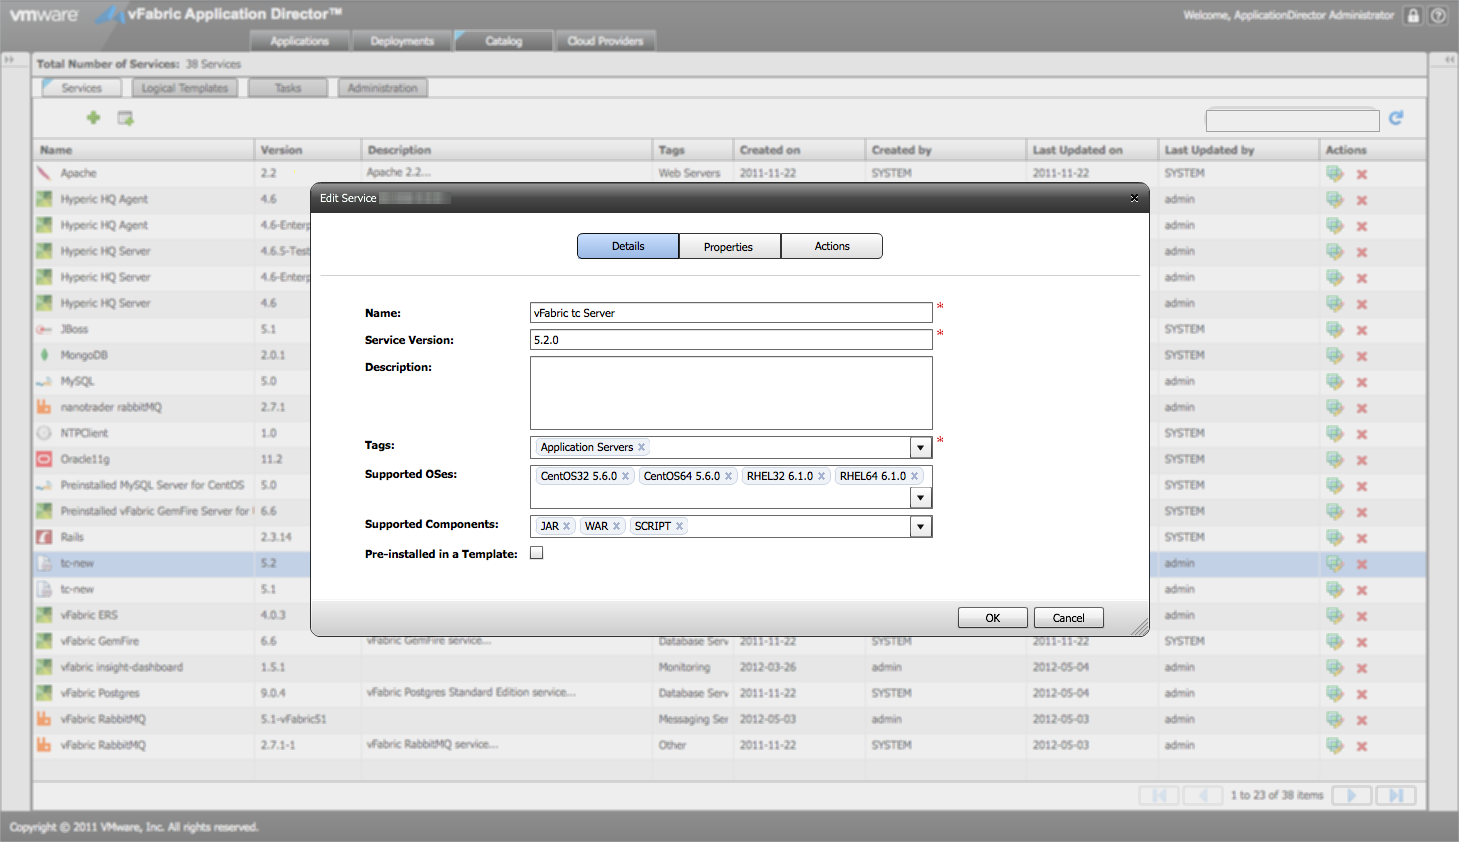 vmware vFabric Application Director™ Welcome, ApplicationDirector Administrator
Applications Deployments Catalog Cloud Providers
Total Number of Services: 38 Services
Services Logical Templates Tasks Administration
Name Version Description Tags Created on Created by Last Updated on Last Updated by Actions
Apache 2.2 Apache 2.2... Web Servers 2011-11-22 SYSTEM 2011-11-22 SYSTEM
Hyperic HQ Agent 4.6 admin
Hyperic HQ Agent 4.6-Enterp admin
Hyperic HQ Server 4.6.5-Test admin
Hyperic HQ Server 4.6-Enterp admin
Hyperic HQ Server 4.6 admin
JBoss 5.1 SYSTEM
MongoDB 2.0.1 SYSTEM
MySQL 5.0 admin
nanotrader rabbitMQ 2.7.1 admin
NTPClient 1.0 SYSTEM
Oracle11g 11.2 SYSTEM
Preinstalled MySQL Server for CentOS 5.0 SYSTEM
Preinstalled vFabric GemFire Server for 6.6 SYSTEM
Rails 2.3.14 SYSTEM
tc-new 5.2 admin
tc-new 5.1 admin
vFabric ERS 4.0.3 admin
vFabric GemFire 6.6 vFabric GemFire service... Database Serv 2011-11-22 SYSTEM 2011-11-22 SYSTEM
vfabric insight-dashboard 1.5.1 Monitoring 2012-03-26 admin 2012-05-04 admin
vFabric Postgres 9.0.4 vFabric Postgres Standard Edition service... Database Serv 2011-11-22 SYSTEM 2012-05-04 admin
vFabric RabbitMQ 5.1-vFabric51 Messaging Ser 2012-05-03 admin 2012-05-03 admin
vFabric RabbitMQ 2.7.1-1 vFabric RabbitMQ service... Other 2011-11-22 SYSTEM 2012-05-03 admin
Edit Service
Details Properties Actions
Name: vFabric tc Server *
Service Version: 5.2.0 *
Description:
Tags: Application Servers x *
Supported OSes: CentOS32 5.6.0 x CentOS64 5.6.0 x RHEL32 6.1.0 x RHEL64 6.1.0 x
Supported Components: JAR x WAR x SCRIPT x
Pre-installed in a Template:
OK Cancel
1 to 23 of 38 items
Copyright © 2011 VMware, Inc. All rights reserved.